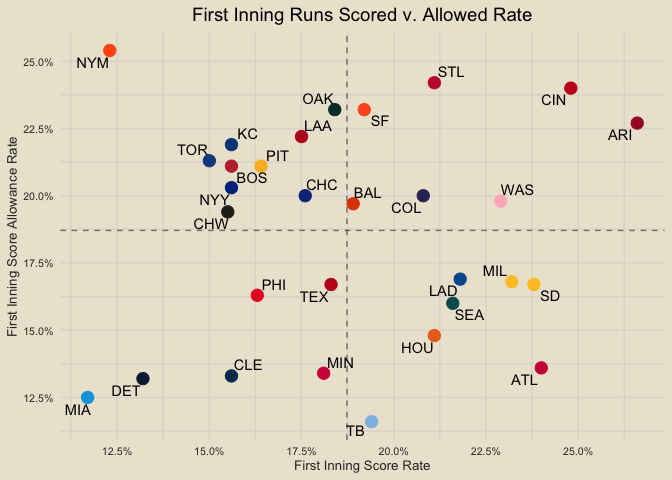 First Inning Runs Scored v. Allowed Rate
25.0%
22.5%
20.0%
17.5%
15.0%
12.5%
First Inning Score Allowance Rate
NYM
STL
CIN
OAK
SF
ARI
LAA
KC
TOR
PIT
BOS
NYY
CHC
CHW
BAL
COL
WAS
PHI
TEX
LAD
MIL
SD
SEA
HOU
CLE
MIN
ATL
DET
MIA
TB
12.5%
15.0%
17.5%
20.0%
22.5%
25.0%
First Inning Score Rate